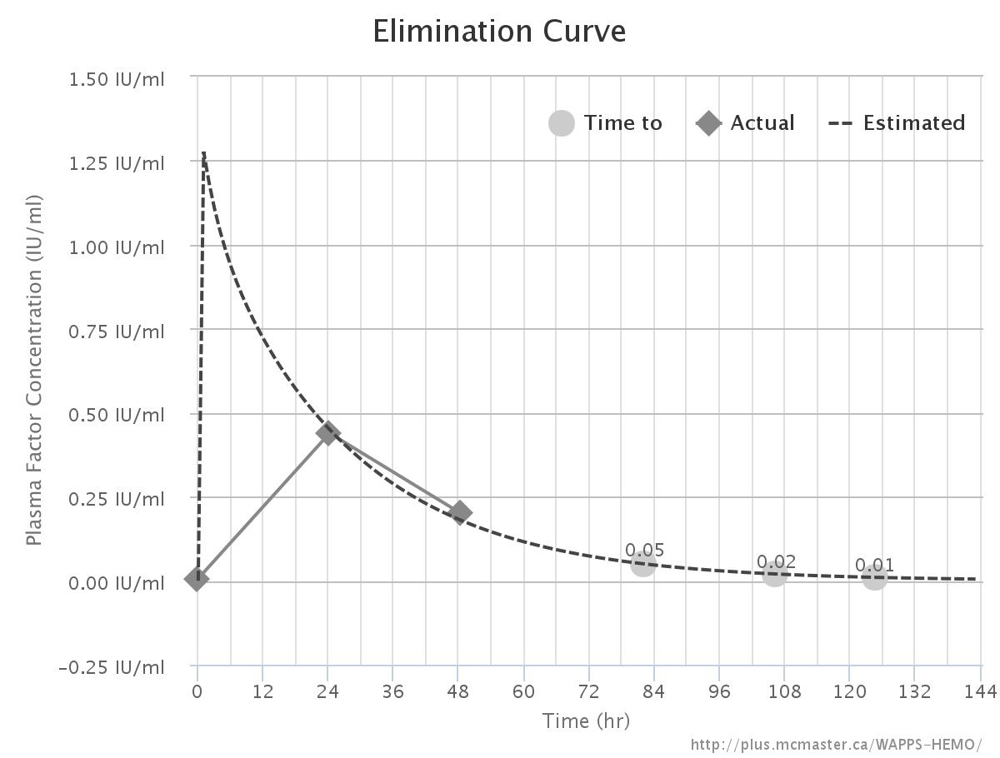 Elimination Curve
1.50 IU/ml
Time to Actual Estimated
1.25 IU/ml
1.00 IU/ml
0.75 IU/ml
0.50 IU/ml
0.25 IU/ml
0.00 IU/ml
-0.25 IU/ml
Plasma Factor Concentration (IU/ml)
0.05 0.02 0.01
0 12 24 36 48 60 72 84 96 108 120 132 144
Time (hr)
http://plus.mcmaster.ca/WAPPS-HEMO/